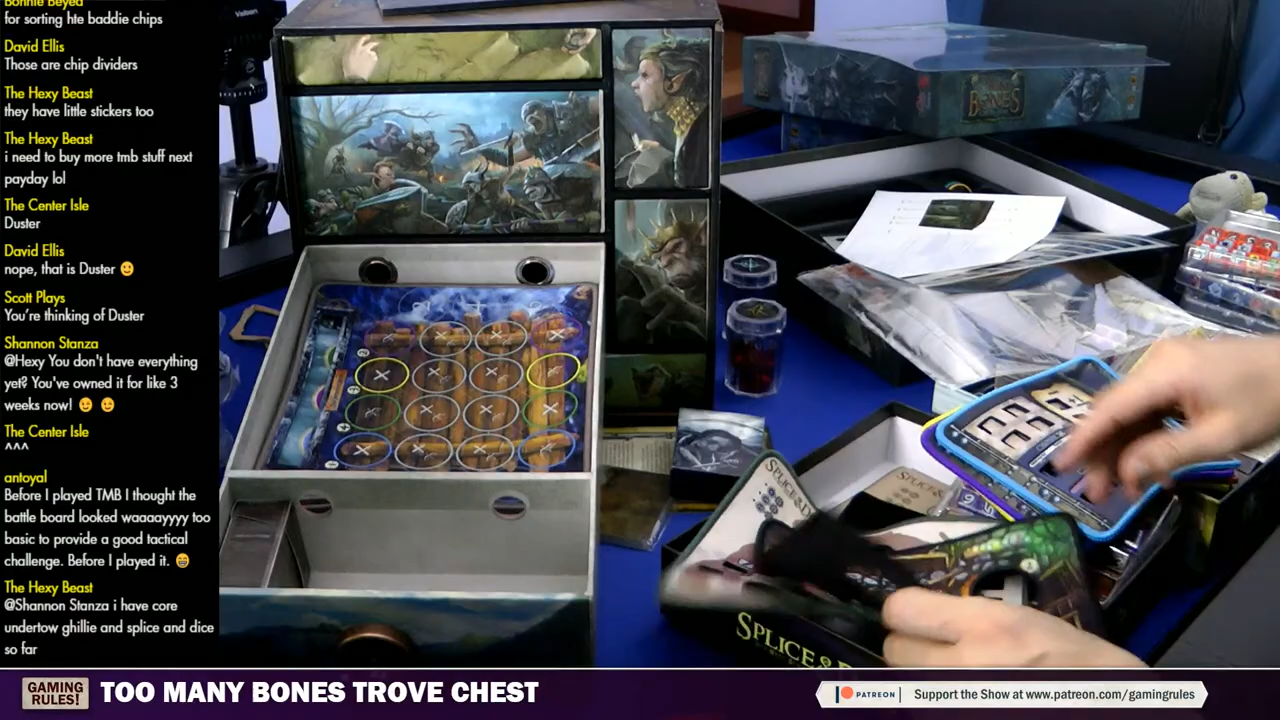 Bonnie Beyea
for sorting hte baddie chips
David Ellis
Those are chip dividers
The Hexy Beast
they have little stickers too
The Hexy Beast
i need to buy more tmb stuff next
payday lol
The Center Isle
Duster
David Ellis
nope, that is Duster 🙂
Scott Plays
You're thinking of Duster
Shannon Stanza
@Hexy You don't have everything
yet? You've owned it for like 3
weeks now! 🙂 😉
The Center Isle
^^^
antoyal
Before I played TMB I thought the
battle board looked waaaayyyy too
basic to provide a good tactical
challenge. Before I played it. 😁
The Hexy Beast
@Shannon Stanza i have core
undertow ghillie and splice and dice
so far
BONES
SPLICE & D
SPLICE
SPLICE &
GAMING
RULES!
TOO MANY BONES TROVE CHEST
PATREON
Support the Show at www.patreon.com/gamingrules